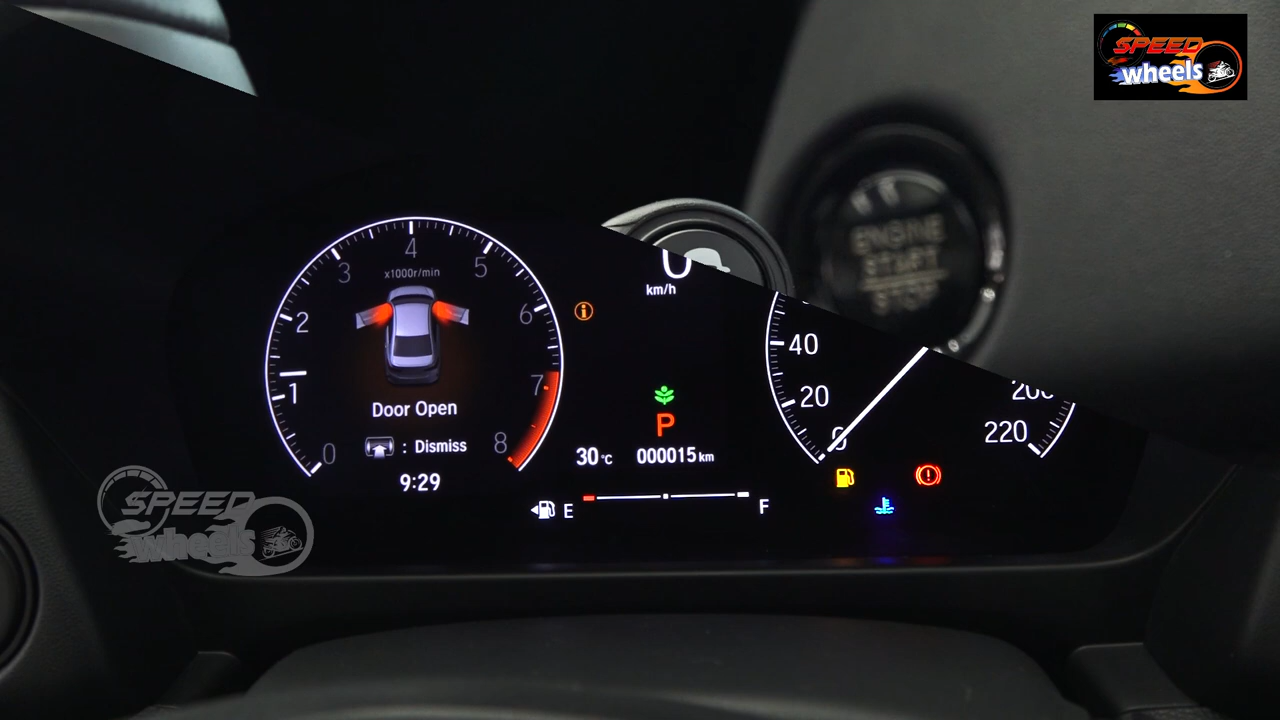 SPEED
wheels
ENGINE
START
STOP
0
km/h
x1000r/min
0
1
2
3
4
5
6
7
8
Door Open
: Dismiss
9:29
P
30°C
000015 km
E
F
0
20
40
200
220
SPEED
wheels